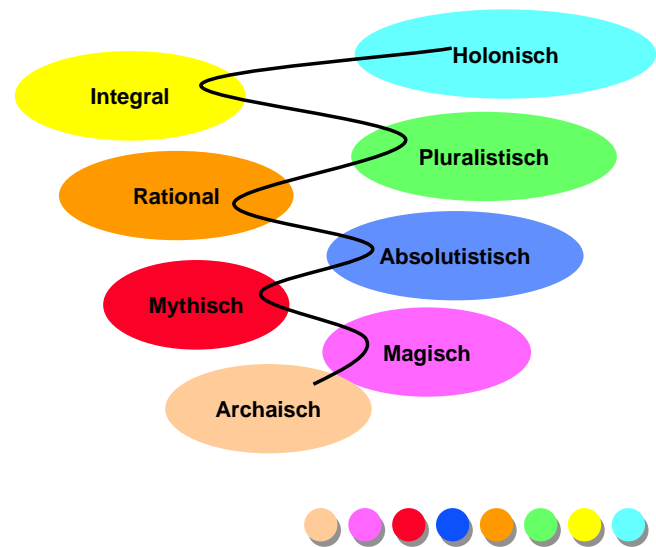 Holonisch
Integral
Pluralistisch
Rational
Absolutistisch
Mythisch
Magisch
Archaisch